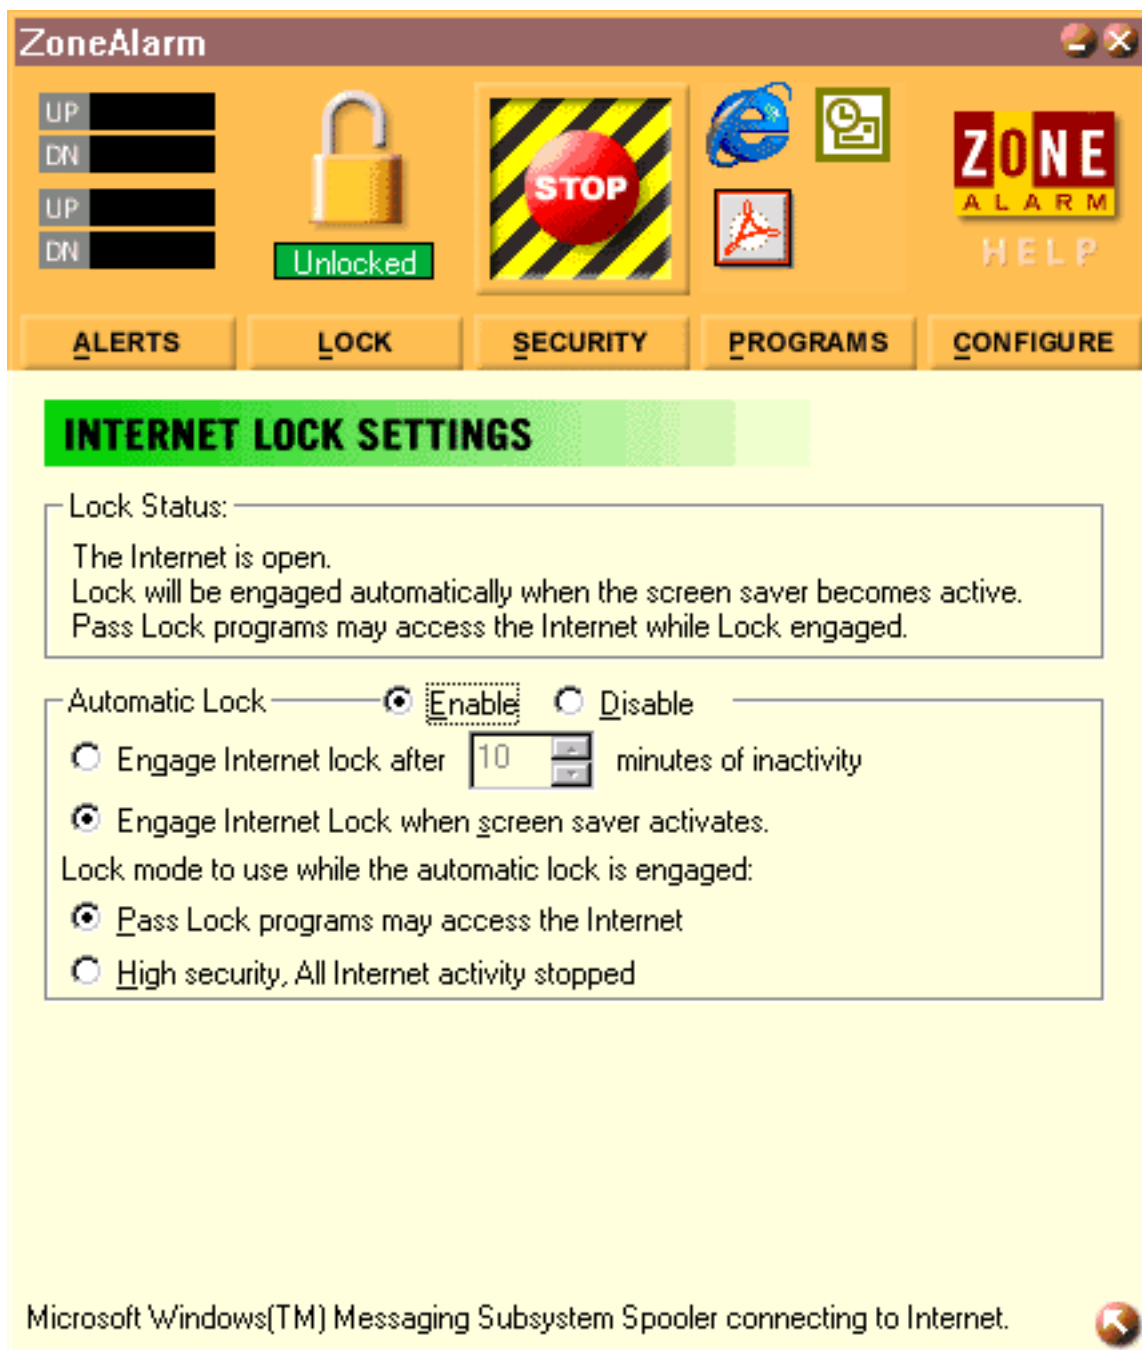 ZoneAlarm
UP
DN
UP
DN
Unlocked
STOP
ZONE
ALARM
HELP
ALERTS
LOCK
SECURITY
PROGRAMS
CONFIGURE
INTERNET LOCK SETTINGS
Lock Status:
The Internet is open.
Lock will be engaged automatically when the screen saver becomes active.
Pass Lock programs may access the Internet while Lock engaged.
Automatic Lock Enable Disable
Engage Internet lock after 10 minutes of inactivity
Engage Internet Lock when screen saver activates.
Lock mode to use while the automatic lock is engaged:
Pass Lock programs may access the Internet
High security, All Internet activity stopped
Microsoft Windows(TM) Messaging Subsystem Spooler connecting to Internet.